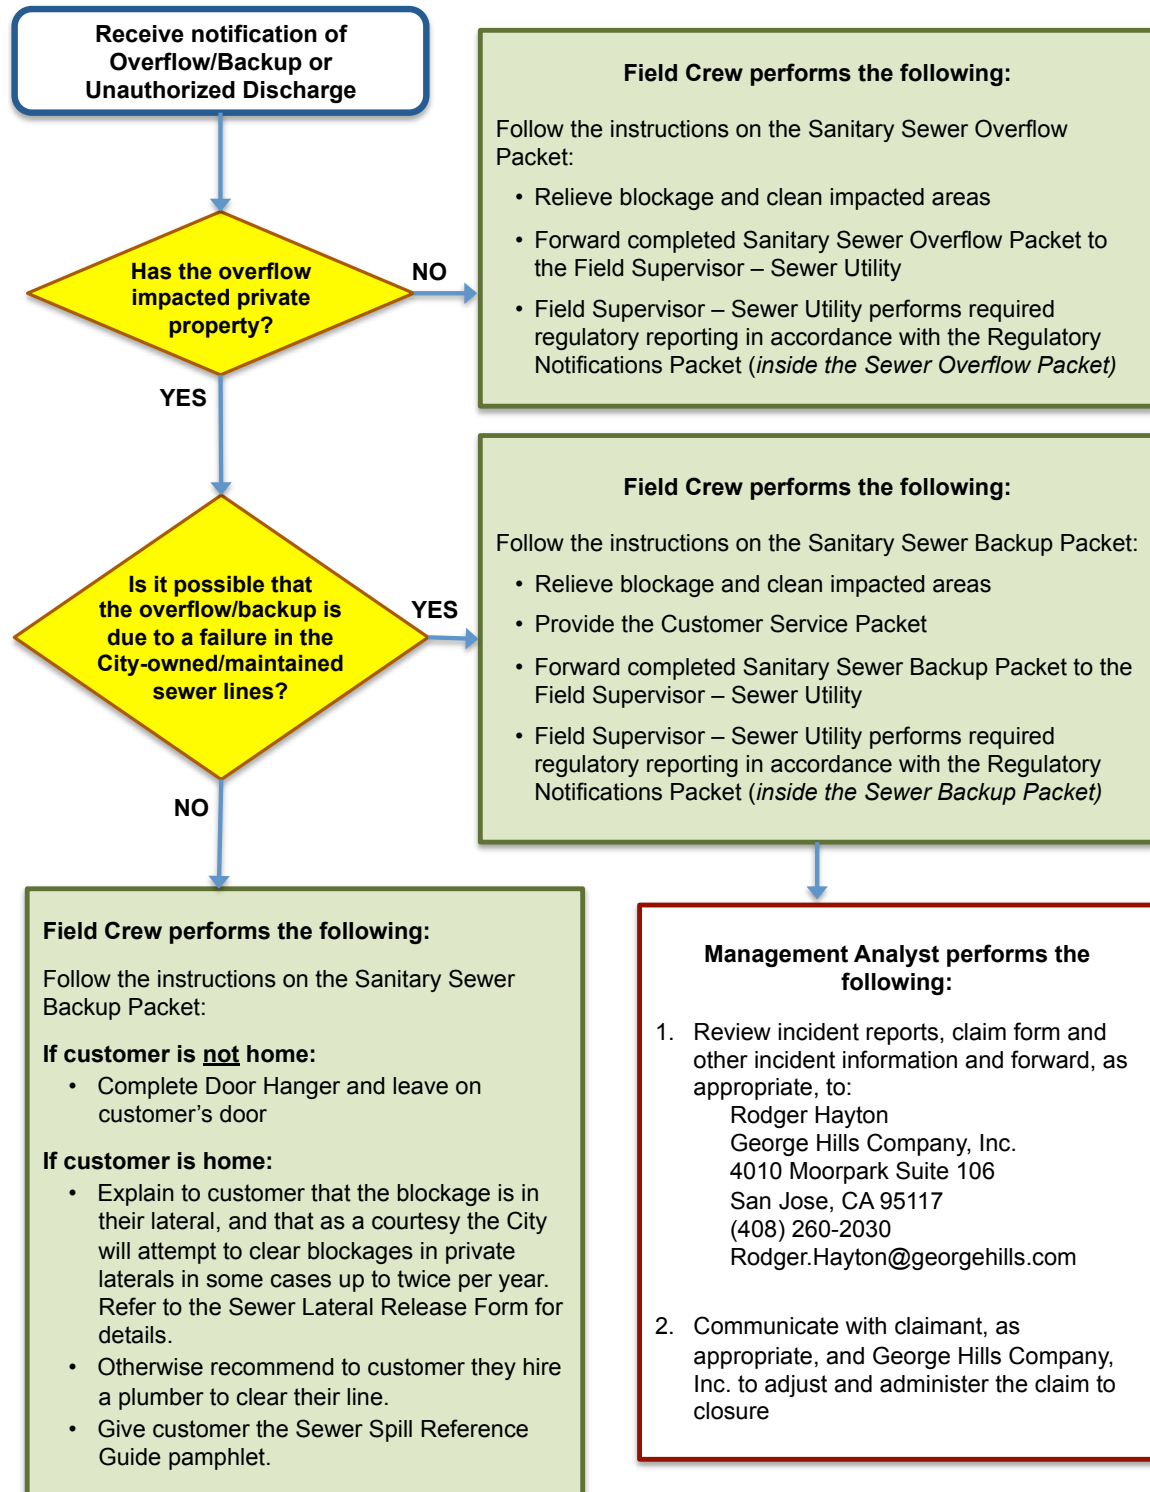 Receive notification of
Overflow/Backup or
Unauthorized Discharge
Has the overflow
impacted private
property?
NO
YES
Field Crew performs the following:
Follow the instructions on the Sanitary Sewer Overflow
Packet:
• Relieve blockage and clean impacted areas
• Forward completed Sanitary Sewer Overflow Packet to
the Field Supervisor – Sewer Utility
• Field Supervisor – Sewer Utility performs required
regulatory reporting in accordance with the Regulatory
Notifications Packet (inside the Sewer Overflow Packet)
Is it possible that
the overflow/backup is
due to a failure in the
City-owned/maintained
sewer lines?
YES
NO
Field Crew performs the following:
Follow the instructions on the Sanitary Sewer Backup Packet:
• Relieve blockage and clean impacted areas
• Provide the Customer Service Packet
• Forward completed Sanitary Sewer Backup Packet to the
Field Supervisor – Sewer Utility
• Field Supervisor – Sewer Utility performs required
regulatory reporting in accordance with the Regulatory
Notifications Packet (inside the Sewer Backup Packet)
Field Crew performs the following:
Follow the instructions on the Sanitary Sewer
Backup Packet:
If customer is not home:
• Complete Door Hanger and leave on
customer’s door
If customer is home:
• Explain to customer that the blockage is in
their lateral, and that as a courtesy the City
will attempt to clear blockages in private
laterals in some cases up to twice per year.
Refer to the Sewer Lateral Release Form for
details.
• Otherwise recommend to customer they hire
a plumber to clear their line.
• Give customer the Sewer Spill Reference
Guide pamphlet.
Management Analyst performs the
following:
1. Review incident reports, claim form and
other incident information and forward, as
appropriate, to:
Rodger Hayton
George Hills Company, Inc.
4010 Moorpark Suite 106
San Jose, CA 95117
(408) 260-2030
Rodger.Hayton@georgehills.com
2. Communicate with claimant, as
appropriate, and George Hills Company,
Inc. to adjust and administer the claim to
closure